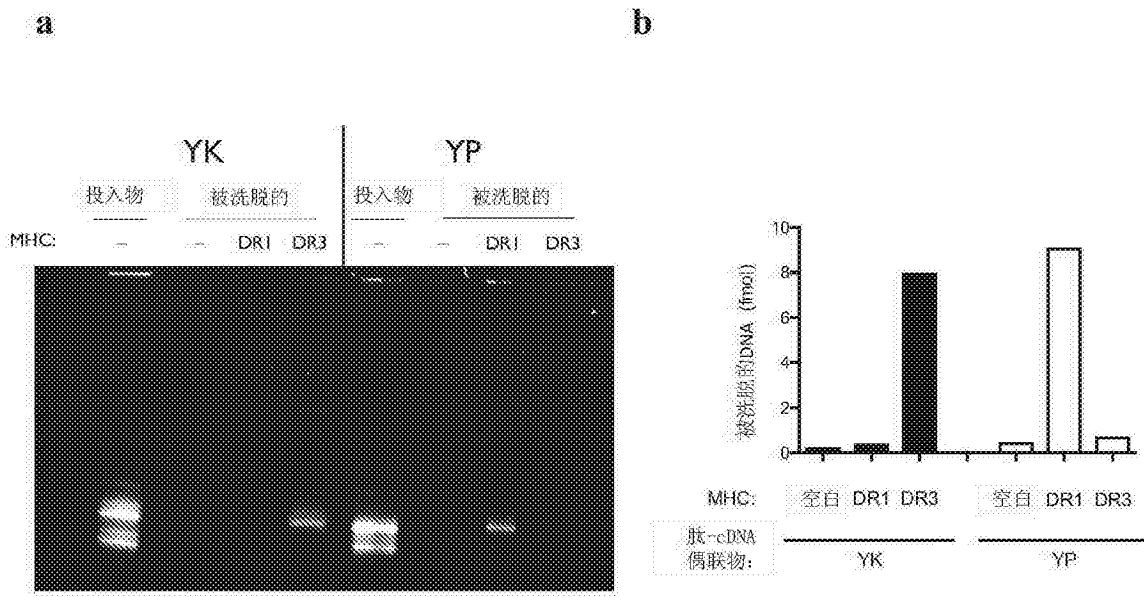 a
YK YP
投入物 被洗脱的 投入物 被洗脱的
MHC: – – DR1 DR3 – – DR1 DR3
b
被洗脱的DNA (fmol)
10
8
6
4
2
0
MHC: 空白 DR1 DR3 空白 DR1 DR3
肽-cDNA
偶联物: YK YP